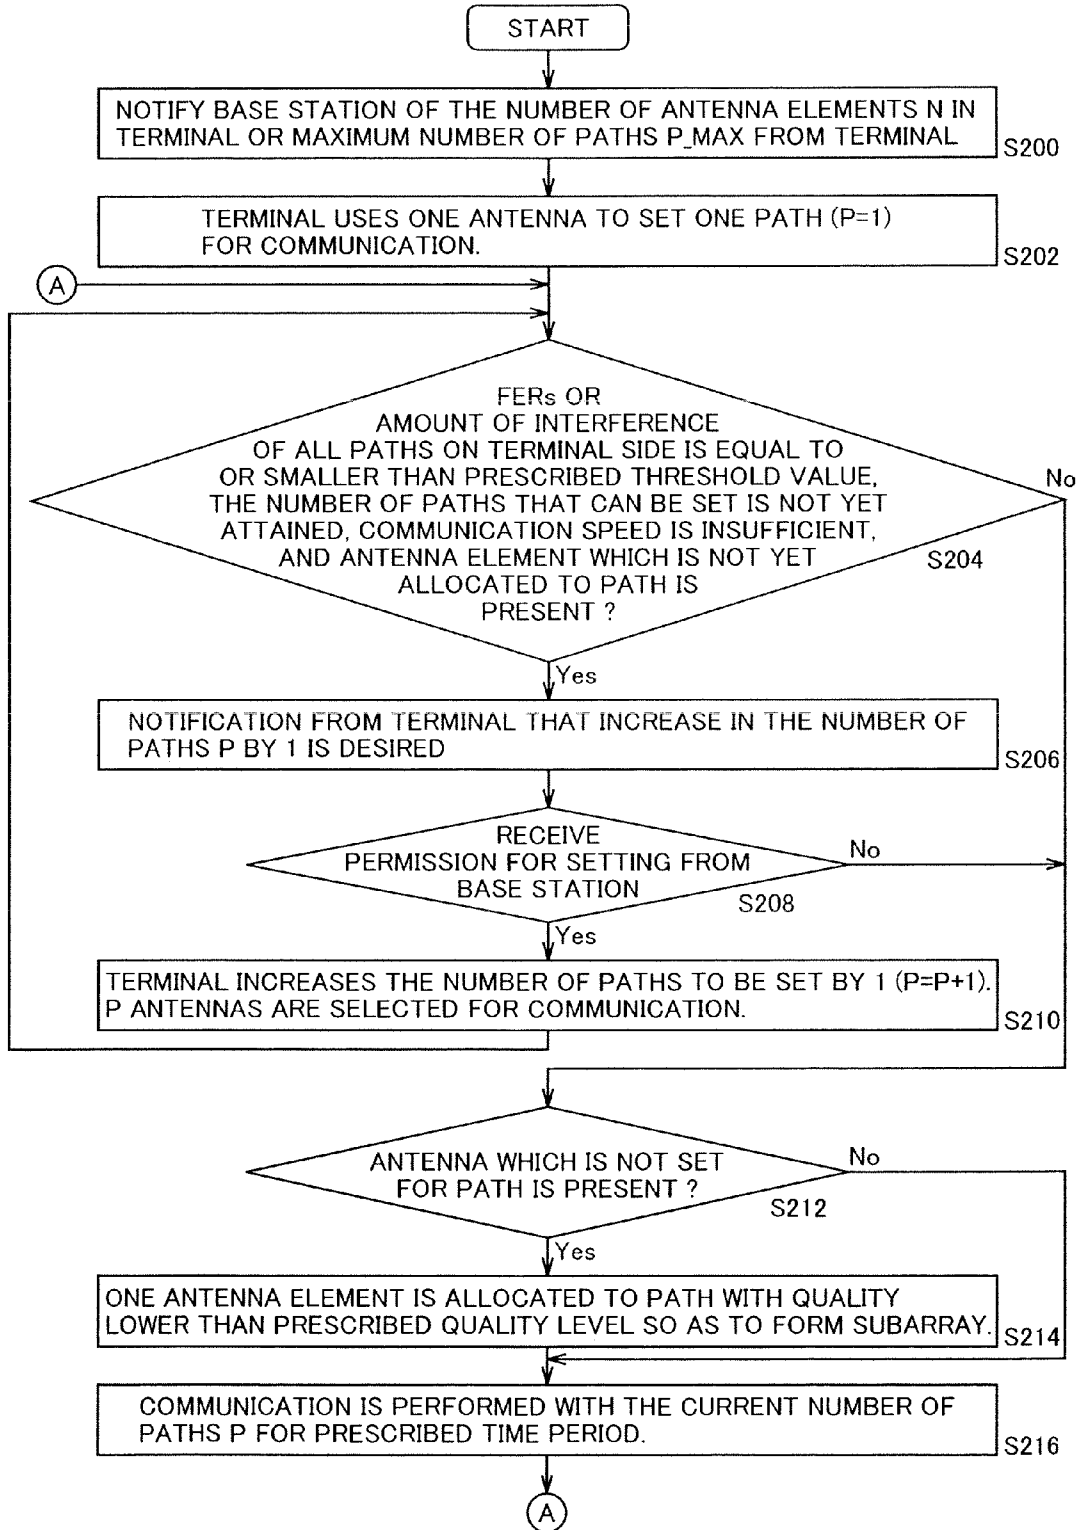 START
NOTIFY BASE STATION OF THE NUMBER OF ANTENNA ELEMENTS N IN
TERMINAL OR MAXIMUM NUMBER OF PATHS P_MAX FROM TERMINAL
S200
TERMINAL USES ONE ANTENNA TO SET ONE PATH (P=1)
FOR COMMUNICATION.
S202
A
FERs OR
AMOUNT OF INTERFERENCE
OF ALL PATHS ON TERMINAL SIDE IS EQUAL TO
OR SMALLER THAN PRESCRIBED THRESHOLD VALUE,
THE NUMBER OF PATHS THAT CAN BE SET IS NOT YET
ATTAINED, COMMUNICATION SPEED IS INSUFFICIENT,
AND ANTENNA ELEMENT WHICH IS NOT YET
ALLOCATED TO PATH IS
PRESENT ?
No
S204
Yes
NOTIFICATION FROM TERMINAL THAT INCREASE IN THE NUMBER OF
PATHS P BY 1 IS DESIRED
S206
RECEIVE
PERMISSION FOR SETTING FROM
BASE STATION
No
S208
Yes
TERMINAL INCREASES THE NUMBER OF PATHS TO BE SET BY 1 (P=P+1).
P ANTENNAS ARE SELECTED FOR COMMUNICATION.
S210
ANTENNA WHICH IS NOT SET
FOR PATH IS PRESENT ?
No
S212
Yes
ONE ANTENNA ELEMENT IS ALLOCATED TO PATH WITH QUALITY
LOWER THAN PRESCRIBED QUALITY LEVEL SO AS TO FORM SUBARRAY.
S214
COMMUNICATION IS PERFORMED WITH THE CURRENT NUMBER OF
PATHS P FOR PRESCRIBED TIME PERIOD.
S216
A